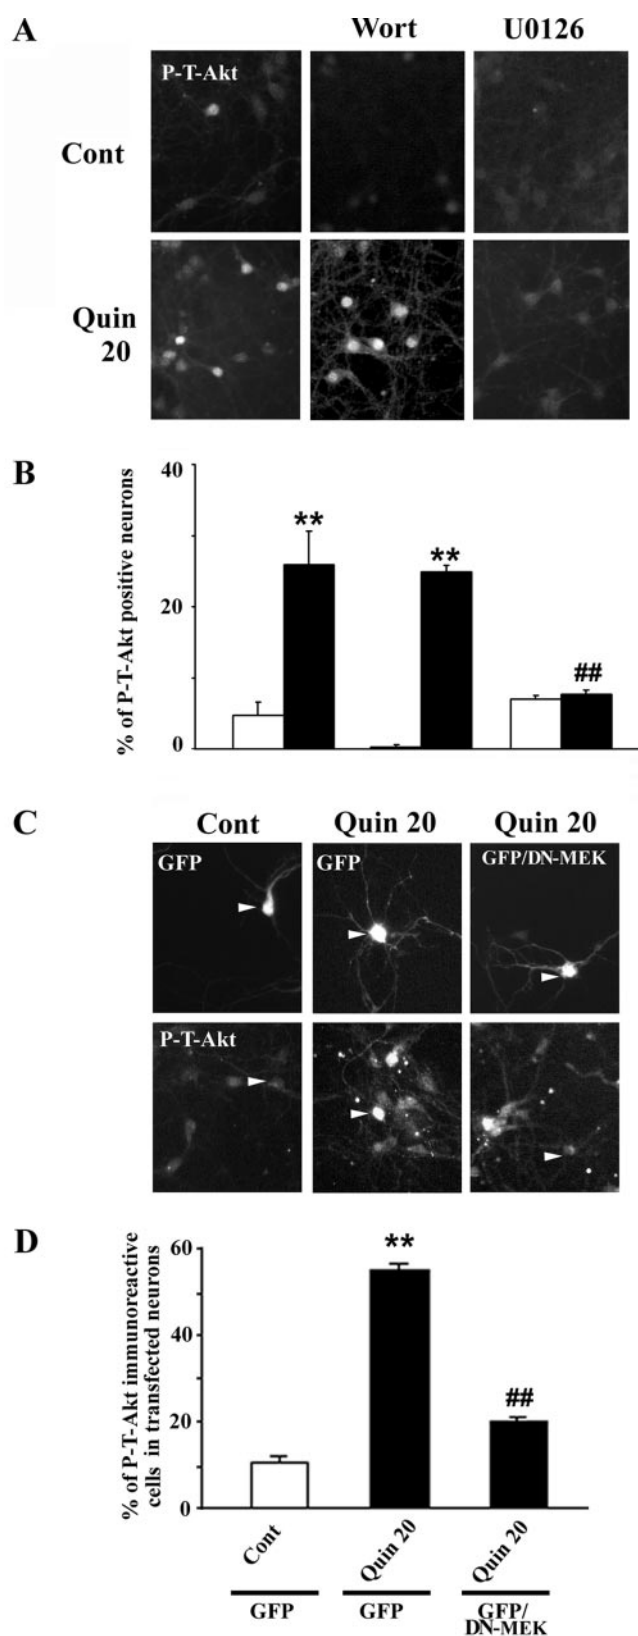 A
Wort
U0126
P-T-Akt
Cont
Quin
20
B
% of P-T-Akt positive neurons
40
20
0
**
**
##
C
Cont
Quin 20
Quin 20
GFP
GFP
GFP/DN-MEK
P-T-Akt
D
% of P-T-Akt immunoreactive
cells in transfected neurons
60
40
20
0
**
##
Cont
Quin 20
Quin 20
GFP
GFP
GFP/
DN-MEK